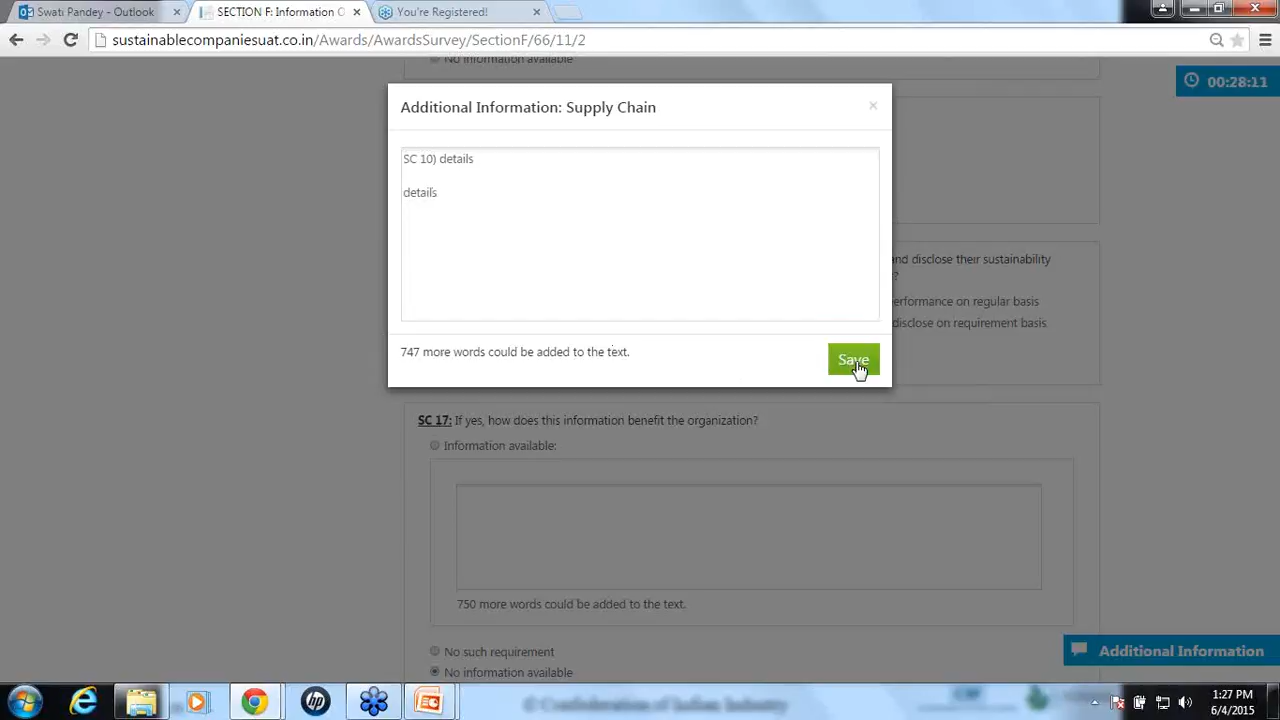 Swati Pandey - Outlook
SECTION F: Information O
You're Registered!
sustainablecompaniesuat.co.in/Awards/AwardsSurvey/SectionF/66/11/2
No information available
00:28:11
Additional Information: Supply Chain
×
SC 10) details
details
and disclose their sustainability
?
erformance on regular basis
disclose on requirement basis
747 more words could be added to the text.
Save
SC 17: If yes, how does this information benefit the organization?
Information available:
750 more words could be added to the text.
No such requirement
No information available
Additional Information
© Confederation of Indian Industry
1:27 PM
6/4/2015